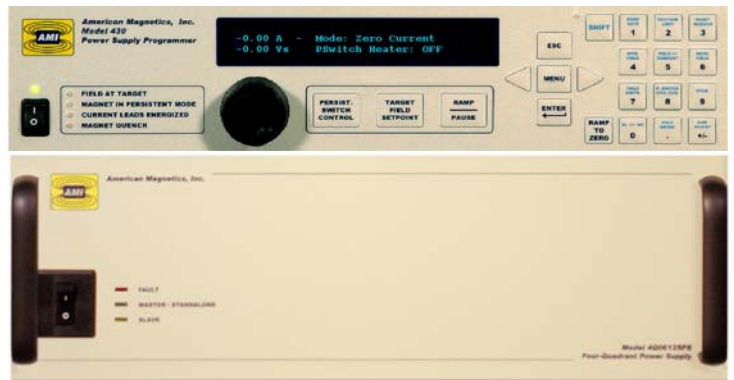 AMI
American Magnetics, Inc.
Model 430
Power Supply Programmer
-0.00 A – Mode: Zero Current
-0.00 Vs PSwitch Heater: OFF
FIELD AT TARGET
MAGNET IN PERSISTENT MODE
CURRENT LEADS ENERGIZED
MAGNET QUENCH
I
O
PERSIST.
SWITCH
CONTROL
TARGET
FIELD
SETPOINT
RAMP
PAUSE
ESC
MENU
ENTER
SHIFT
1
2
3
4
5
6
7
8
9
RAMP
TO
ZERO
0
.
+/-
AMI
American Magnetics, Inc.
I
O
FAULT
MASTER / STANDALONE
SLAVE
Model 4Q06125PS
Four-Quadrant Power Supply